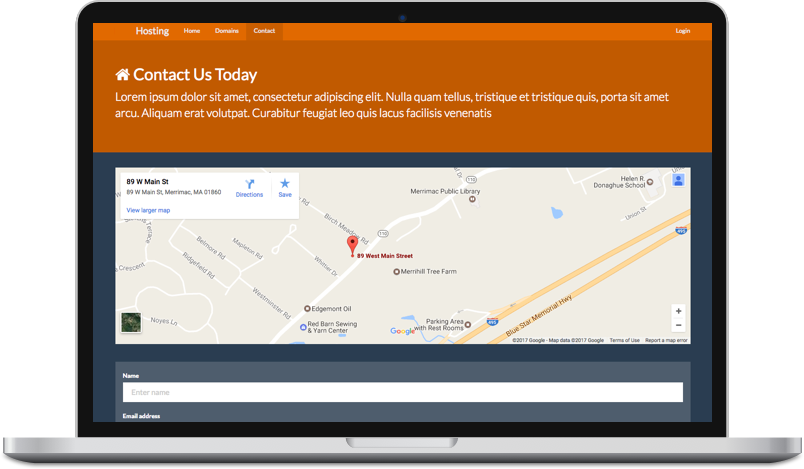 Hosting Home Domains Contact Login
Contact Us Today
Lorem ipsum dolor sit amet, consectetur adipiscing elit. Nulla quam tellus, tristique et tristique quis, porta sit amet
arcu. Aliquam erat volutpat. Curabitur feugiat leo quis lacus facilisis venenatis
89 W Main St
89 W Main St, Merrimac, MA 01860
Directions
Save
View larger map
110
Merrimac Public Library
Helen R.
Donaghue School
Union St
495
Birch Meadow Rd
110
89 West Main Street
Belmore Rd
Mapleton Rd
Ridgefield Rd
Whittier Dr
Crescent
Merrihill Tree Farm
Westminster Rd
Edgemont Oil
Noyes Ln
Red Barn Sewing
& Yarn Center
Google
Parking Area
with Rest Rooms
495
Blue Star Memorial Hwy
+
−
©2017 Google - Map data ©2017 Google Terms of Use Report a map error
Name
Enter name
Email address